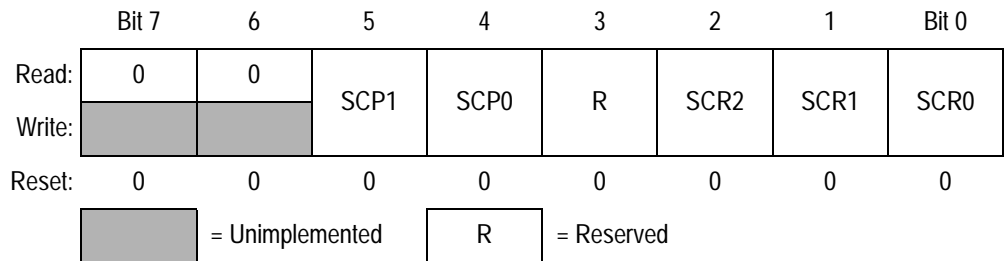 Bit 7 6 5 4 3 2 1 Bit 0
Read: 0 0 SCP1 SCP0 R SCR2 SCR1 SCR0
Write:
Reset: 0 0 0 0 0 0 0 0
= Unimplemented R = Reserved